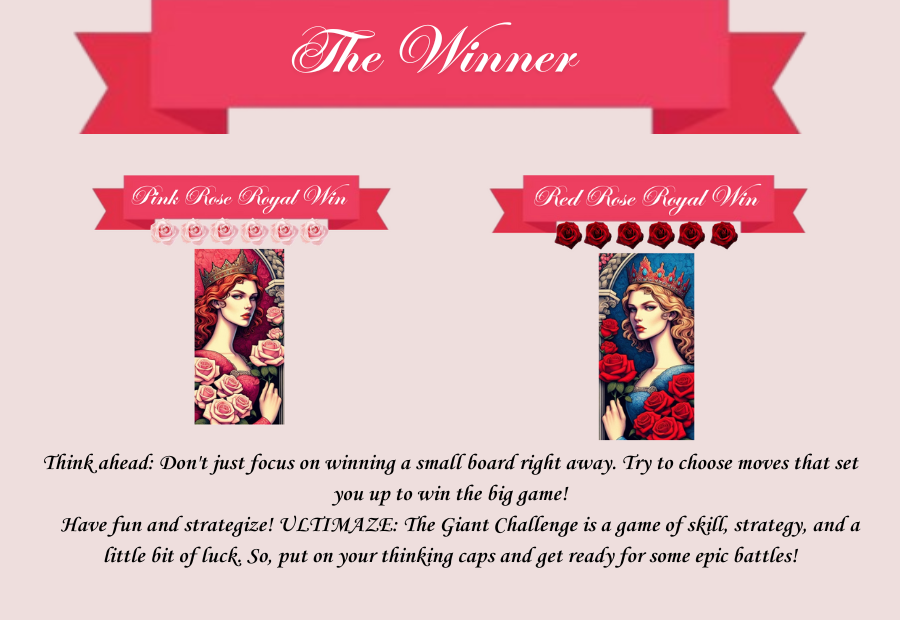 The Winner
Pink Rose Royal Win
Red Rose Royal Win
Think ahead: Don't just focus on winning a small board right away. Try to choose moves that set
you up to win the big game!
Have fun and strategize! ULTIMAZE: The Giant Challenge is a game of skill, strategy, and a
little bit of luck. So, put on your thinking caps and get ready for some epic battles!